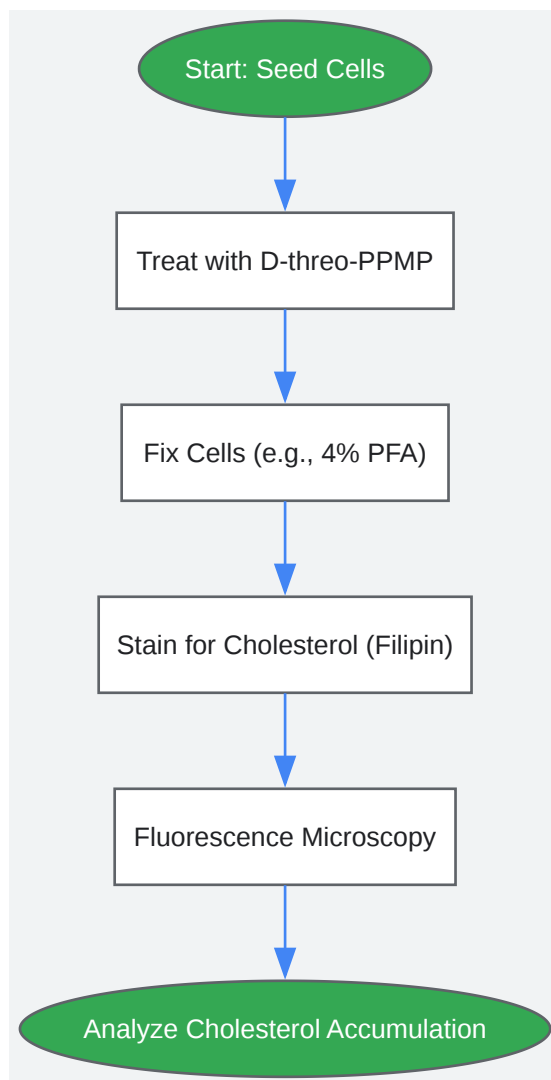 Start: Seed Cells
Treat with D-threo-PPMP
Fix Cells (e.g., 4% PFA)
Stain for Cholesterol (Filipin)
Fluorescence Microscopy
Analyze Cholesterol Accumulation